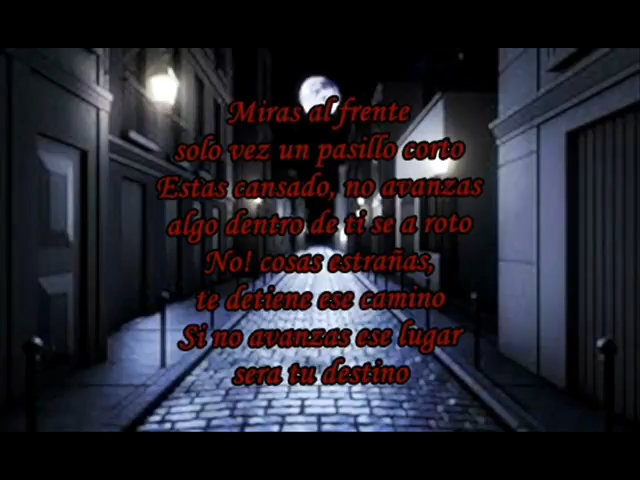 Miras al frente
solo vez un pasillo corto
Estas cansado, no avanzas
algo dentro de ti se a roto
No! cosas estrañas,
te detiene ese camino
Si no avanzas ese lugar
sera tu destino